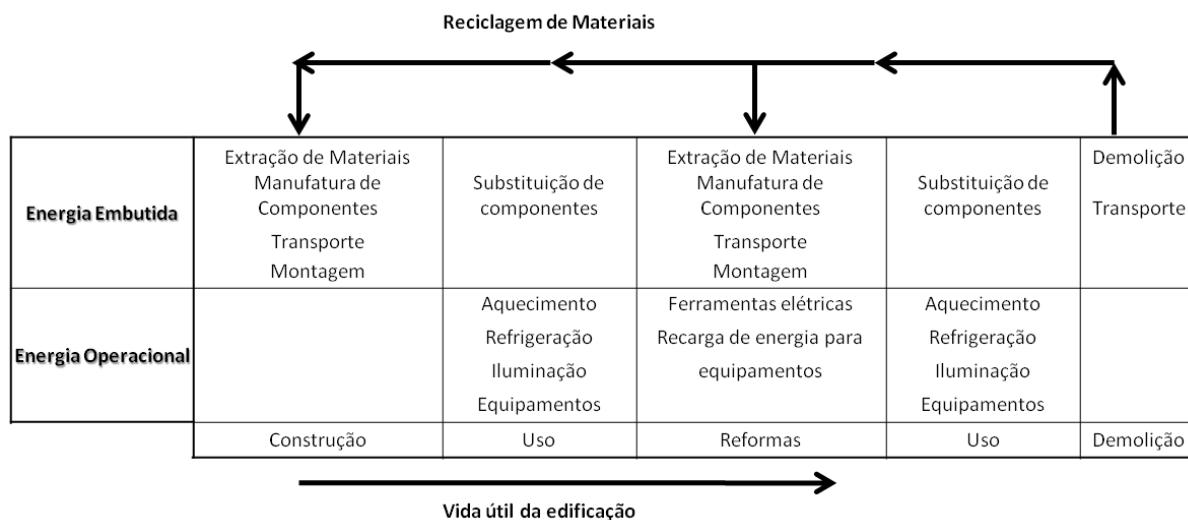 Reciclagem de Materiais
Energia Embutida
Extração de Materiais
Manufatura de
Componentes
Transporte
Montagem
Substituição de
componentes
Extração de Materiais
Manufatura de
Componentes
Transporte
Montagem
Substituição de
componentes
Demolição
Transporte
Energia Operacional
Aquecimento
Refrigeração
Iluminação
Equipamentos
Ferramentas elétricas
Recarga de energia para
equipamentos
Aquecimento
Refrigeração
Iluminação
Equipamentos
Construção
Uso
Reformas
Uso
Demolição
Vida útil da edificação